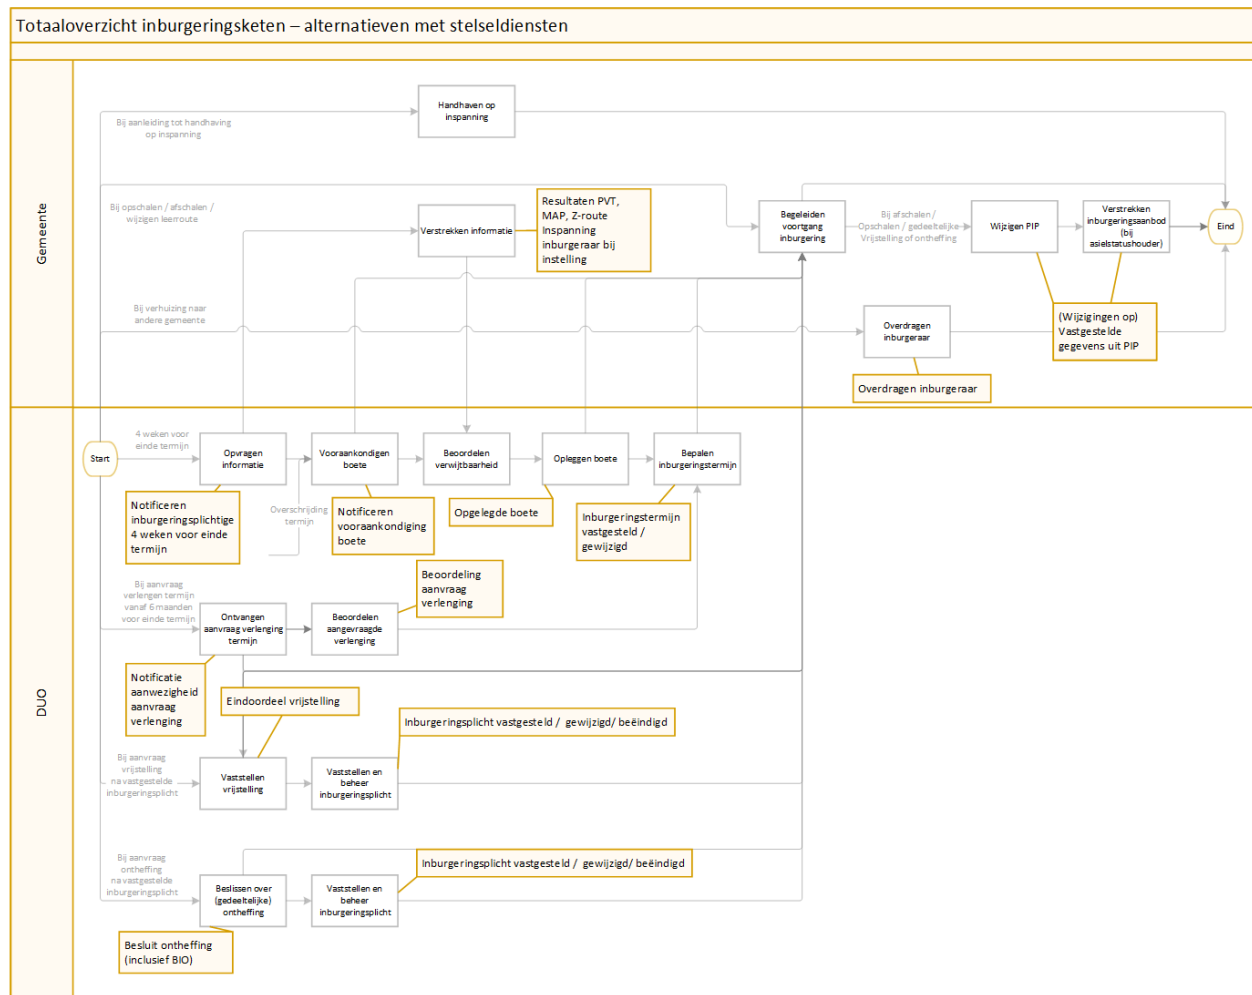 Totaaloverzicht inburgeringsketen – alternatieven met stelseldiensten
Gemeente
Handhaven op
inspanning
Bij aanleiding tot handhaving
op inspanning
Bij opschalen / afschalen /
wijzigen leerroute
Verstrekken informatie
Resultaten PVT,
MAP, Z-route
Inspanning
inburgeraar bij
instelling
Begeleiden
voortgang
inburgering
Bij afschalen /
Opschalen / gedeeltelijke
Vrijstelling of ontheffing
Wijzigen PIP
Verstrekken
inburgeringsaanbod
(bij
asielstatushouder)
Eind
Bij verhuizing naar
andere gemeente
Overdragen
inburgeraar
(Wijzigingen op)
Vastgestelde
gegevens uit PIP
Overdragen inburgeraar
DUO
Start
4 weken voor
einde termijn
Opvragen
informatie
Vooraankondigen
boete
Beoordelen
verwijtbaarheid
Opleggen boete
Bepalen
inburgeringstermijn
Notificeren
inburgeringsplichtige
4 weken voor einde
termijn
Overschrijding
termijn
Notificeren
vooraankondiging
boete
Opgelegde boete
Inburgeringstermijn
vastgesteld /
gewijzigd
Bij aanvraag
verlengen termijn
vanaf 6 maanden
voor einde termijn
Ontvangen
aanvraag verlenging
termijn
Beoordelen
aangevraagde
verlenging
Beoordeling
aanvraag
verlenging
Notificatie
aanwezigheid
aanvraag
verlenging
Eindoordeel vrijstelling
Inburgeringsplicht vastgesteld / gewijzigd/ beëindigd
Bij aanvraag
vrijstelling
na vastgestelde
inburgeringsplicht
Vaststellen
vrijstelling
Vaststellen en
beheer
inburgeringsplicht
Bij aanvraag
ontheffing
na vastgestelde
inburgeringsplicht
Beslissen over
(gedeeltelijke)
ontheffing
Vaststellen en
beheer
inburgeringsplicht
Inburgeringsplicht vastgesteld / gewijzigd/ beëindigd
Besluit ontheffing
(inclusief BIO)